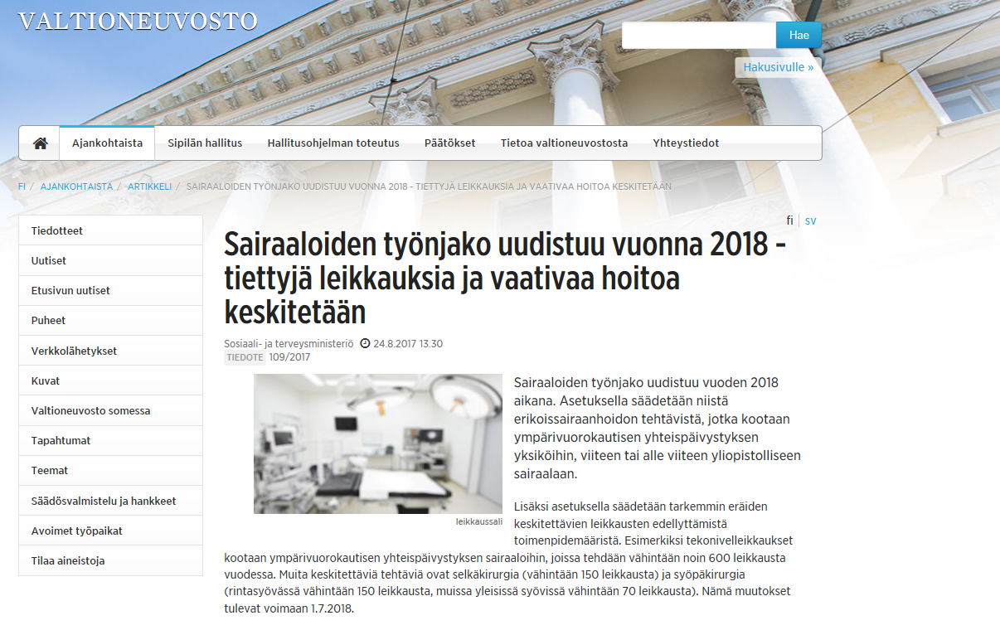 VALTIONEUVOSTO
Hae
Hakusivulle »
Ajankohtaista Sipilän hallitus Hallitusohjelman toteutus Päätökset Tietoa valtioneuvostosta Yhteystiedot
FI / AJANKOHTAISTA / ARTIKKELI / SAIRAALOIDEN TYÖNJAKO UUDISTUU VUONNA 2018 - TIETTYJÄ LEIKKAUKSIA JA VAATIVAA HOITOA KESKITETÄÄN
fi | sv
Tiedotteet
Uutiset
Etusivun uutiset
Puheet
Verkkolähetykset
Kuvat
Valtioneuvosto somessa
Tapahtumat
Teemat
Säädösvalmistelu ja hankkeet
Avoimet työpaikat
Tilaa aineistoja
Sairaaloiden työnjako uudistuu vuonna 2018 -
tiettyjä leikkauksia ja vaativaa hoitoa
keskitetään
Sosiaali- ja terveysministeriö 24.8.2017 13.30
TIEDOTE 109/2017
Sairaaloiden työnjako uudistuu vuoden 2018
aikana. Asetuksella säädetään niistä
erikoissairaanhoidon tehtävistä, jotka kootaan
ympärivuorokautisen yhteispäivystyksen
yksiköihin, viiteen tai alle viiteen yliopistolliseen
sairaalaan.
leikkaussali
Lisäksi asetuksella säädetään tarkemmin eräiden
keskitettävien leikkausten edellyttämistä
toimenpidemääristä. Esimerkiksi tekonivelleikkaukset
kootaan ympärivuorokautisen yhteispäivystyksen sairaaloihin, joissa tehdään vähintään noin 600 leikkausta
vuodessa. Muita keskitettäviä tehtäviä ovat selkäkirurgia (vähintään 150 leikkausta) ja syöpäkirurgia
(rintasyövässä vähintään 150 leikkausta, muissa yleisissä syövissä vähintään 70 leikkausta). Nämä muutokset
tulevat voimaan 1.7.2018.